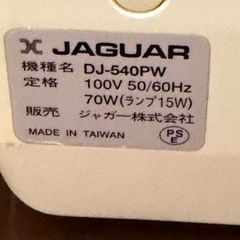 JAGUAR
機種名 DJ-540PW
定格 100V 50/60Hz
70W(ランプ15W)
販売 ジャガー株式会社
MADE IN TAIWAN
PS
E